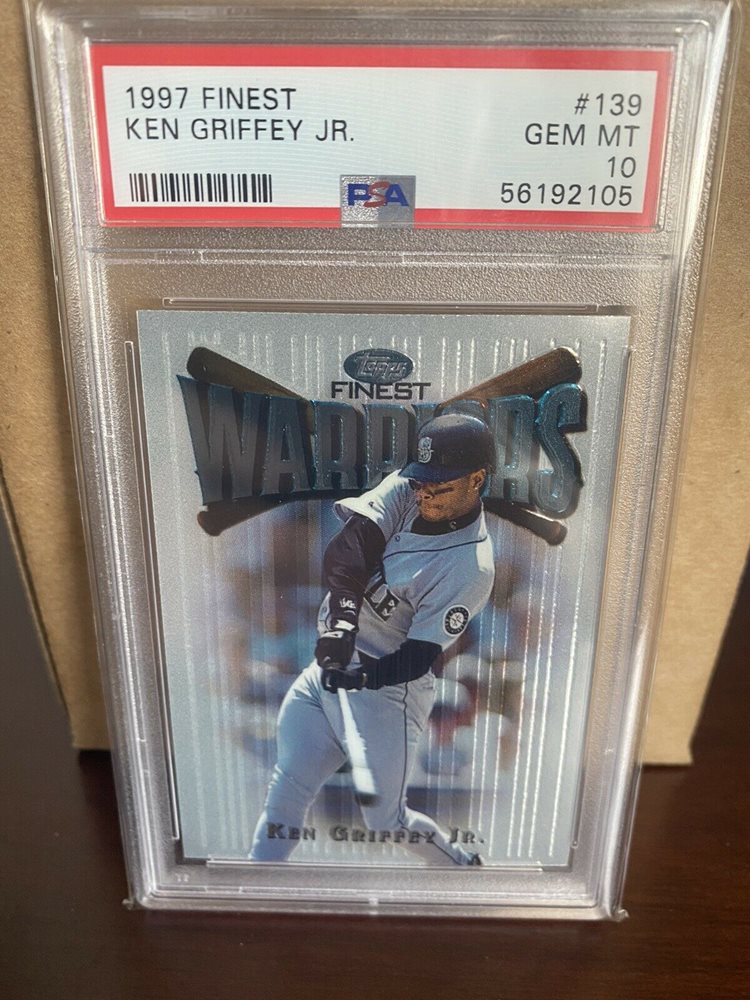 1997 FINEST #139
KEN GRIFFEY JR. GEM MT
10
PSA 56192105
Topps
FINEST
WARRIORS
S
KEN GRIFFEY JR.